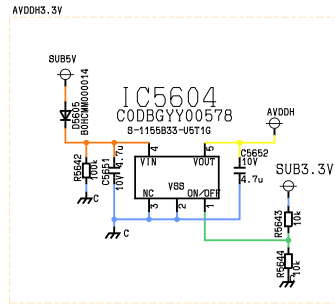 AVDDH3.3V
SUB5V
D5605
B0HCMM000014
IC5604
C0DBGYY00578
S-1155B33-U5T1G
AVDDH
R5642
100k
C5651
4.7u
10V
4
VIN
5
VOUT
C5652
10V
4.7u
SUB3.3V
NC
VSS
ON/OFF
3
2
1
C
C
R5643
10k
R5644
10k